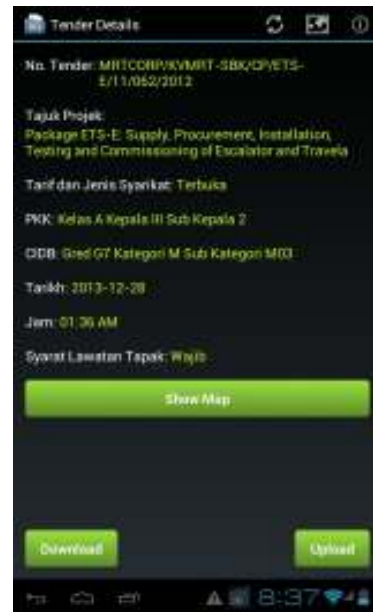 Tender Details
No. Tender: MRTCORP/KVMRT-SBK/CP/ETS-
E/11/062/2012
Tajuk Projek:
Package ETS-E: Supply, Procurement, Installation,
Testing and Commissioning of Escalator and Travela
Tarif dan Jenis Syarikat: Terbuka
PKK: Kelas A Kepala III Sub Kepala 2
CIDB: Gred G7 Kategori M Sub Kategori M03
Tarikh: 2013-12-28
Jam: 01:36 AM
Syarat Lawatan Tapak: Wajib
Show Map
Download
Upload
8:37